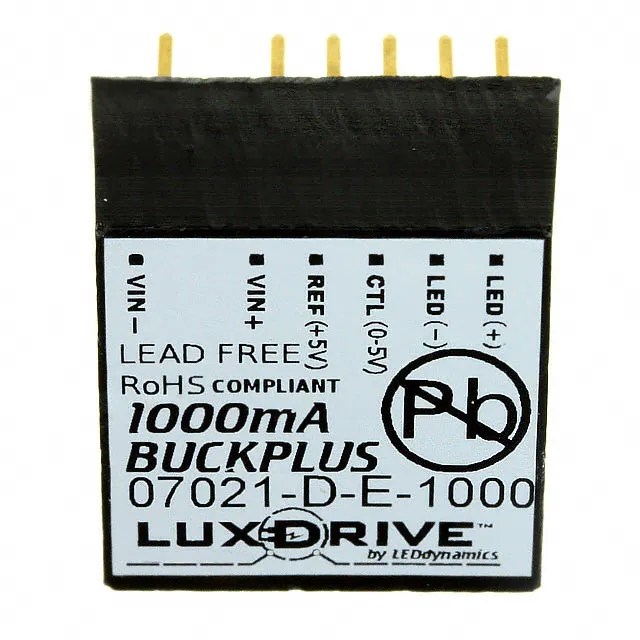 VIN-
VIN+
REF (+5V)
CTL (0-5V)
LED (-)
LED (+)
LEAD FREE
RoHS COMPLIANT
Pb
1000mA
BUCKPLUS
07021-D-E-1000
LUXDRIVE™
by LEDdynamics